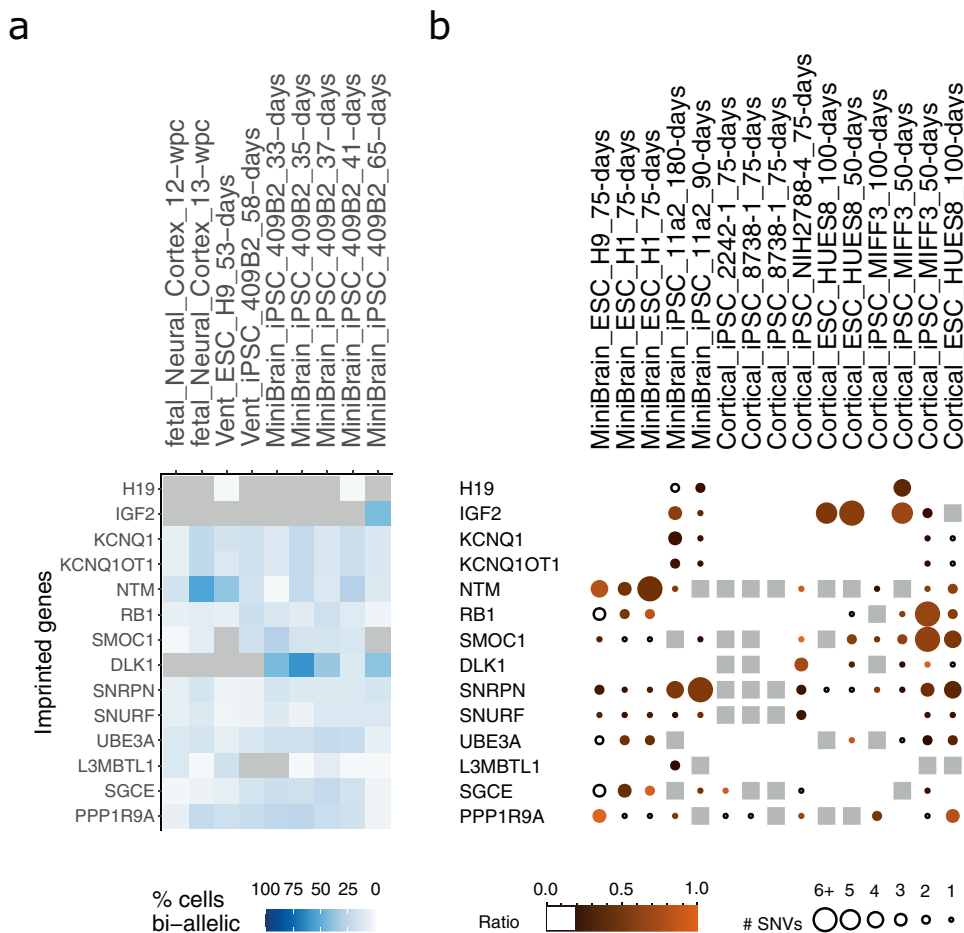 a
b
fetal_Neural_Cortex_12−wpc
fetal_Neural_Cortex_13−wpc
Vent_ESC_H9_53−days
Vent_iPSC_409B2_58−days
MiniBrain_iPSC_409B2_33−days
MiniBrain_iPSC_409B2_35−days
MiniBrain_iPSC_409B2_37−days
MiniBrain_iPSC_409B2_41−days
MiniBrain_iPSC_409B2_65−days
MiniBrain_ESC_H9_75-days
MiniBrain_ESC_H1_75-days
MiniBrain_ESC_H1_75-days
MiniBrain_iPSC_11a2_180-days
MiniBrain_iPSC_11a2_90-days
Cortical_iPSC_2242-1_75-days
Cortical_iPSC_8738-1_75-days
Cortical_iPSC_8738-1_75-days
Cortical_iPSC_NIH2788-4_75-days
Cortical_ESC_HUES8_100-days
Cortical_ESC_HUES8_50-days
Cortical_iPSC_MIFF3_100-days
Cortical_iPSC_MIFF3_50-days
Cortical_iPSC_MIFF3_50-days
Cortical_ESC_HUES8_100-days
Imprinted genes
H19
IGF2
KCNQ1
KCNQ1OT1
NTM
RB1
SMOC1
DLK1
SNRPN
SNURF
UBE3A
L3MBTL1
SGCE
PPP1R9A
H19
IGF2
KCNQ1
KCNQ1OT1
NTM
RB1
SMOC1
DLK1
SNRPN
SNURF
UBE3A
L3MBTL1
SGCE
PPP1R9A
% cells
bi−allelic
100 75 50 25 0
Ratio
0.0 0.5 1.0
# SNVs
6+ 5 4 3 2 1